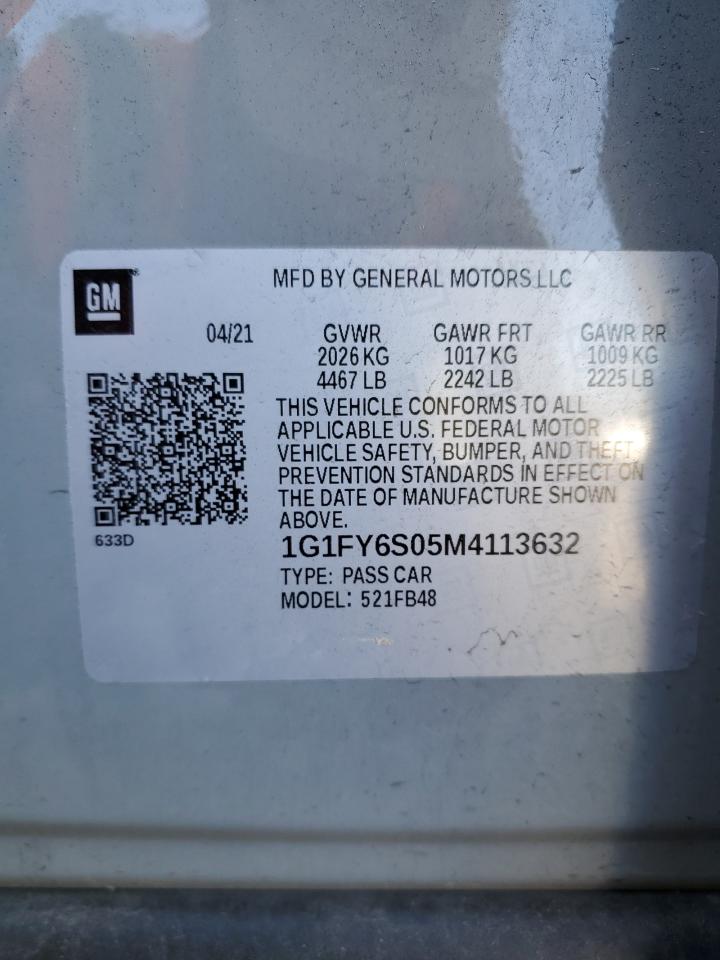 GM
MFD BY GENERAL MOTORS LLC
04/21 GVWR GAWR FRT GAWR RR
2026 KG 1017 KG 1009 KG
4467 LB 2242 LB 2225 LB
THIS VEHICLE CONFORMS TO ALL
APPLICABLE U.S. FEDERAL MOTOR
VEHICLE SAFETY, BUMPER, AND THEFT
PREVENTION STANDARDS IN EFFECT ON
THE DATE OF MANUFACTURE SHOWN
ABOVE.
633D
1G1FY6S05M4113632
TYPE: PASS CAR
MODEL: 521FB48